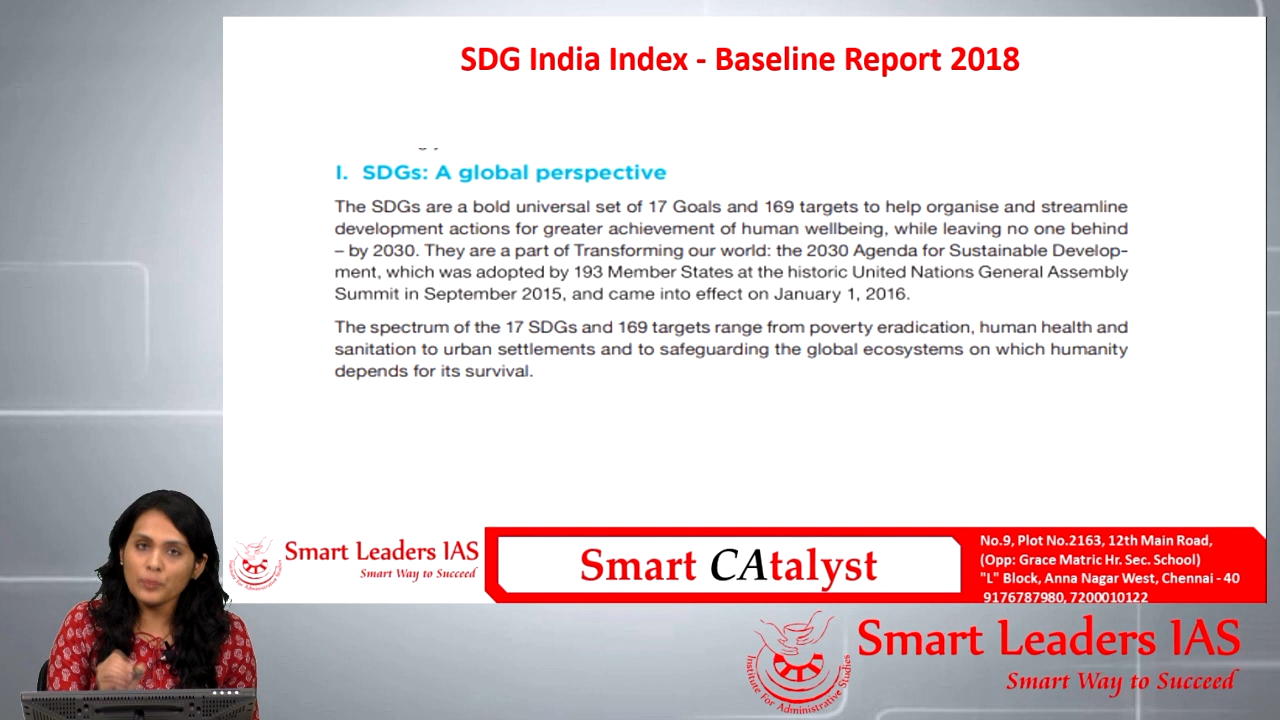 SDG India Index - Baseline Report 2018
I. SDGs: A global perspective
The SDGs are a bold universal set of 17 Goals and 169 targets to help organise and streamline
development actions for greater achievement of human wellbeing, while leaving no one behind
– by 2030. They are a part of Transforming our world: the 2030 Agenda for Sustainable Develop-
ment, which was adopted by 193 Member States at the historic United Nations General Assembly
Summit in September 2015, and came into effect on January 1, 2016.
The spectrum of the 17 SDGs and 169 targets range from poverty eradication, human health and
sanitation to urban settlements and to safeguarding the global ecosystems on which humanity
depends for its survival.
Smart Leaders IAS
Smart Way to Succeed
Smart CAtalyst
No.9, Plot No.2163, 12th Main Road,
(Opp: Grace Matric Hr. Sec. School)
"L" Block, Anna Nagar West, Chennai - 40
9176787980, 7200010122
Institute For Administrative Studies
Smart Leaders IAS
Smart Way to Succeed